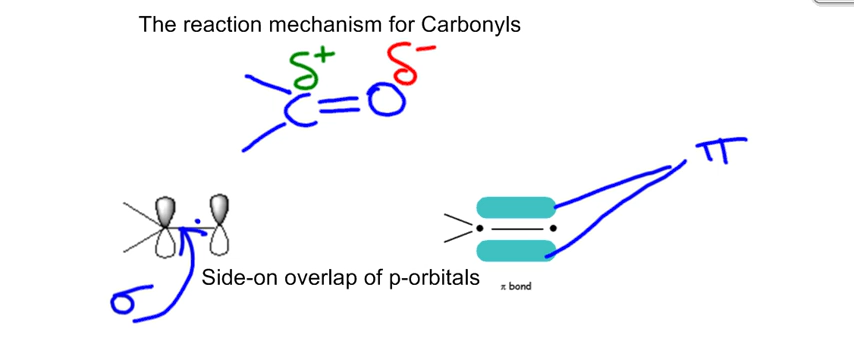 The reaction mechanism for Carbonyls
δ+ δ-
C=O
π
σ
Side-on overlap of p-orbitals
π bond